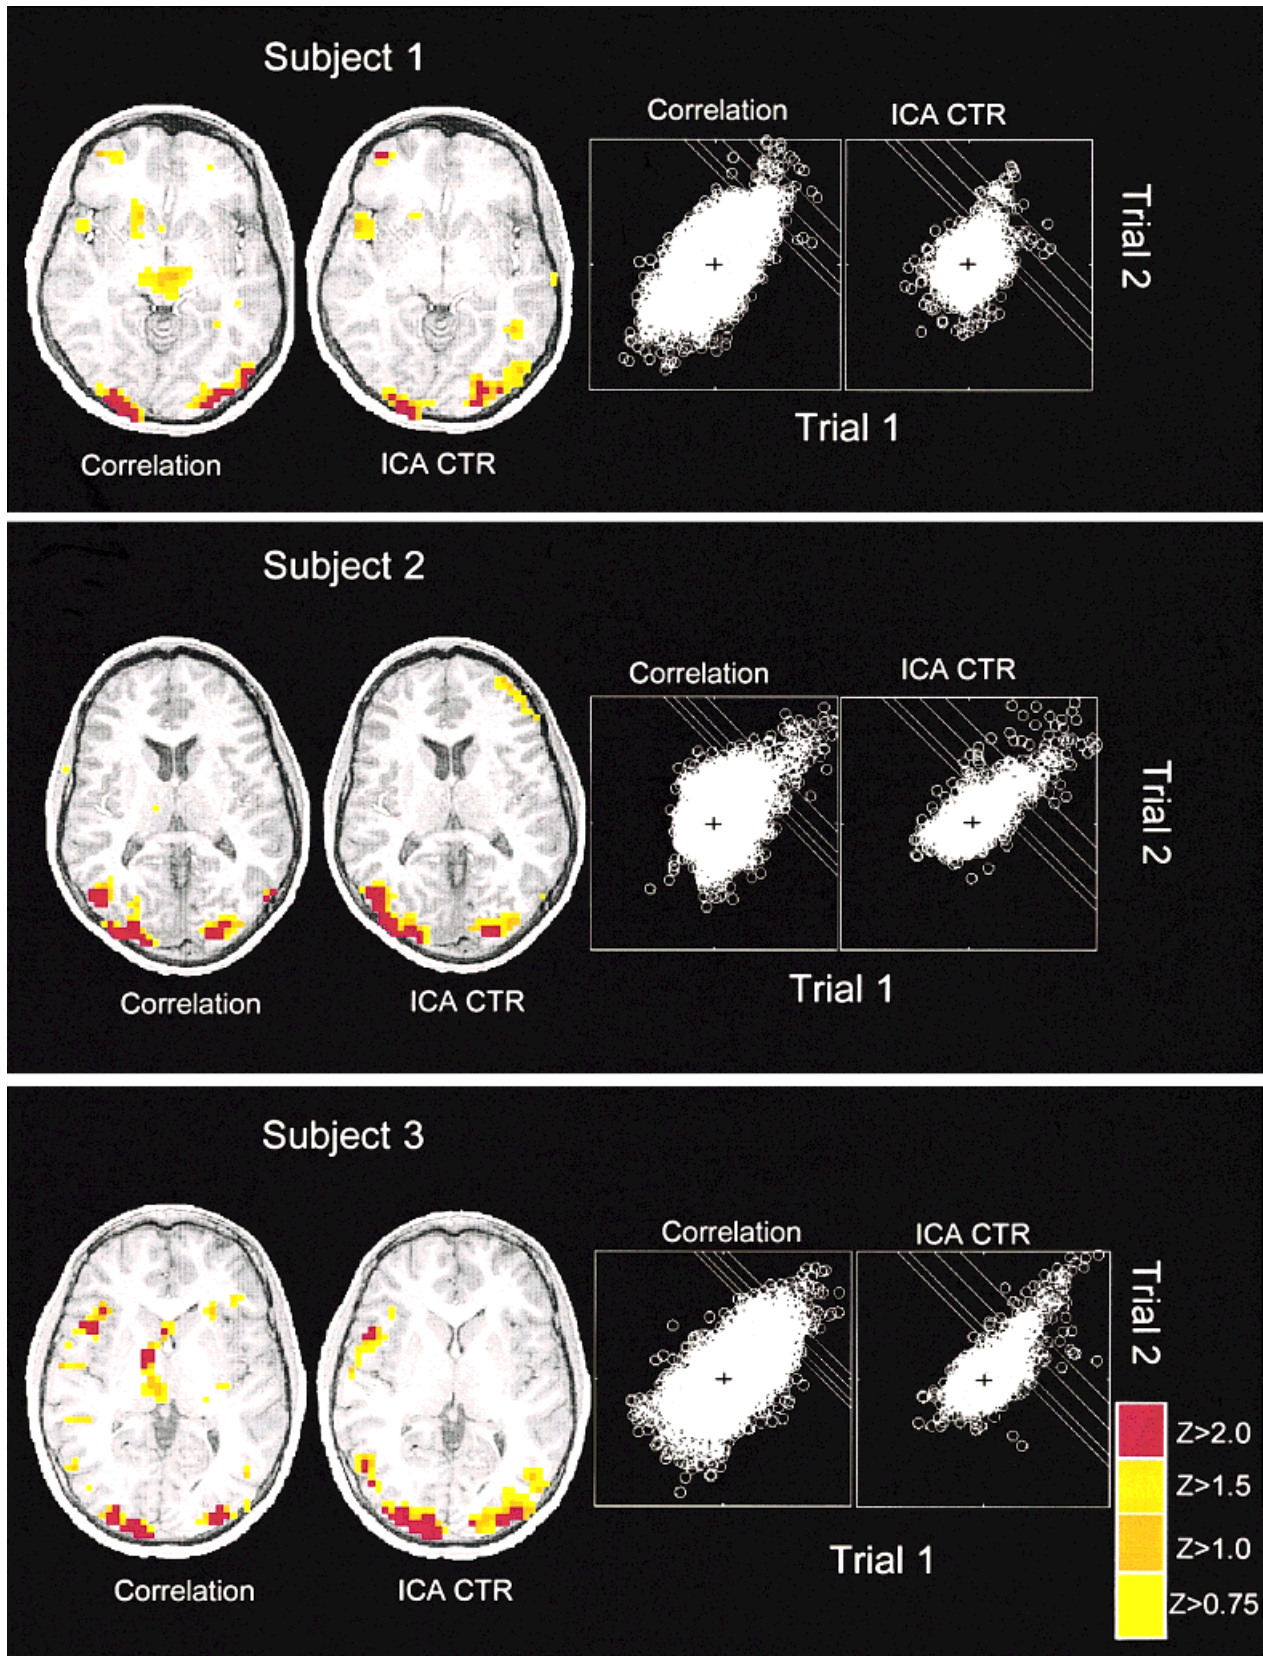 Subject 1
Correlation
ICA CTR
Trial 2
Trial 1
Correlation
ICA CTR
Subject 2
Correlation
ICA CTR
Trial 2
Trial 1
Correlation
ICA CTR
Subject 3
Correlation
ICA CTR
Trial 2
Z>2.0
Z>1.5
Z>1.0
Z>0.75
Trial 1
Correlation
ICA CTR